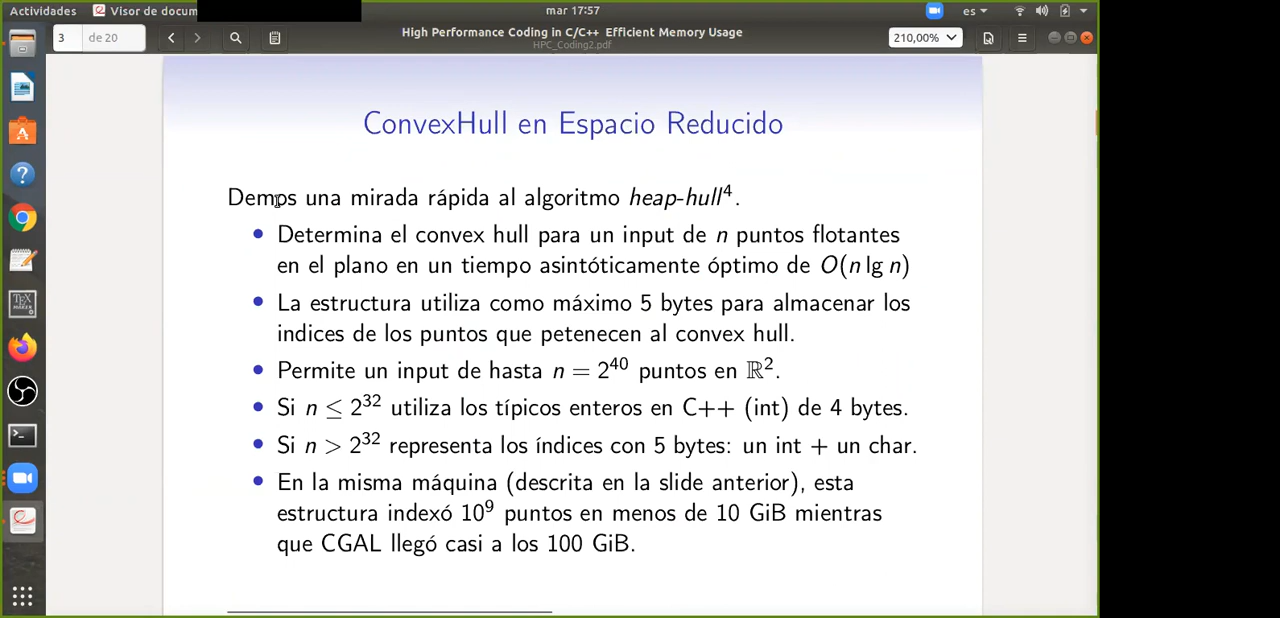 Actividades Visor de docum mar 17:57 es
3 de 20 High Performance Coding in C/C++ Efficient Memory Usage 210,00%
HPC_Coding2.pdf
ConvexHull en Espacio Reducido
Demps una mirada rápida al algoritmo heap-hull⁴.
• Determina el convex hull para un input de n puntos flotantes
en el plano en un tiempo asintóticamente óptimo de O(n lg n)
• La estructura utiliza como máximo 5 bytes para almacenar los
indices de los puntos que petenecen al convex hull.
• Permite un input de hasta n = 2⁴⁰ puntos en ℝ².
• Si n ≤ 2³² utiliza los típicos enteros en C++ (int) de 4 bytes.
• Si n > 2³² representa los índices con 5 bytes: un int + un char.
• En la misma máquina (descrita en la slide anterior), esta
estructura indexó 10⁹ puntos en menos de 10 GiB mientras
que CGAL llegó casi a los 100 GiB.